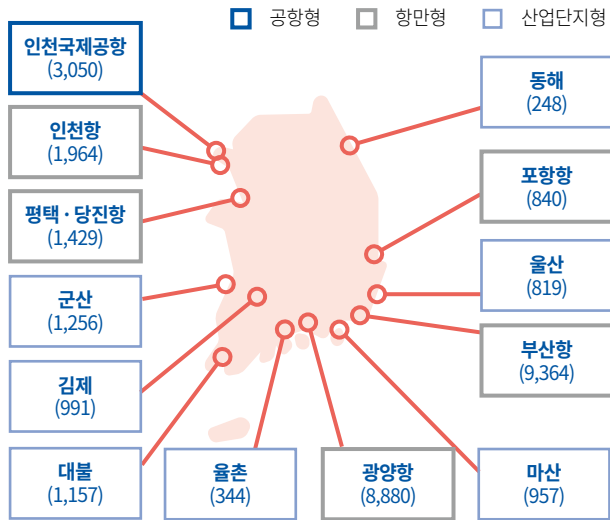 공항형 항만형 산업단지형
인천국제공항
(3,050)
인천항
(1,964)
평택 · 당진항
(1,429)
군산
(1,256)
김제
(991)
대불
(1,157)
율촌
(344)
광양항
(8,880)
마산
(957)
동해
(248)
포항항
(840)
울산
(819)
부산항
(9,364)